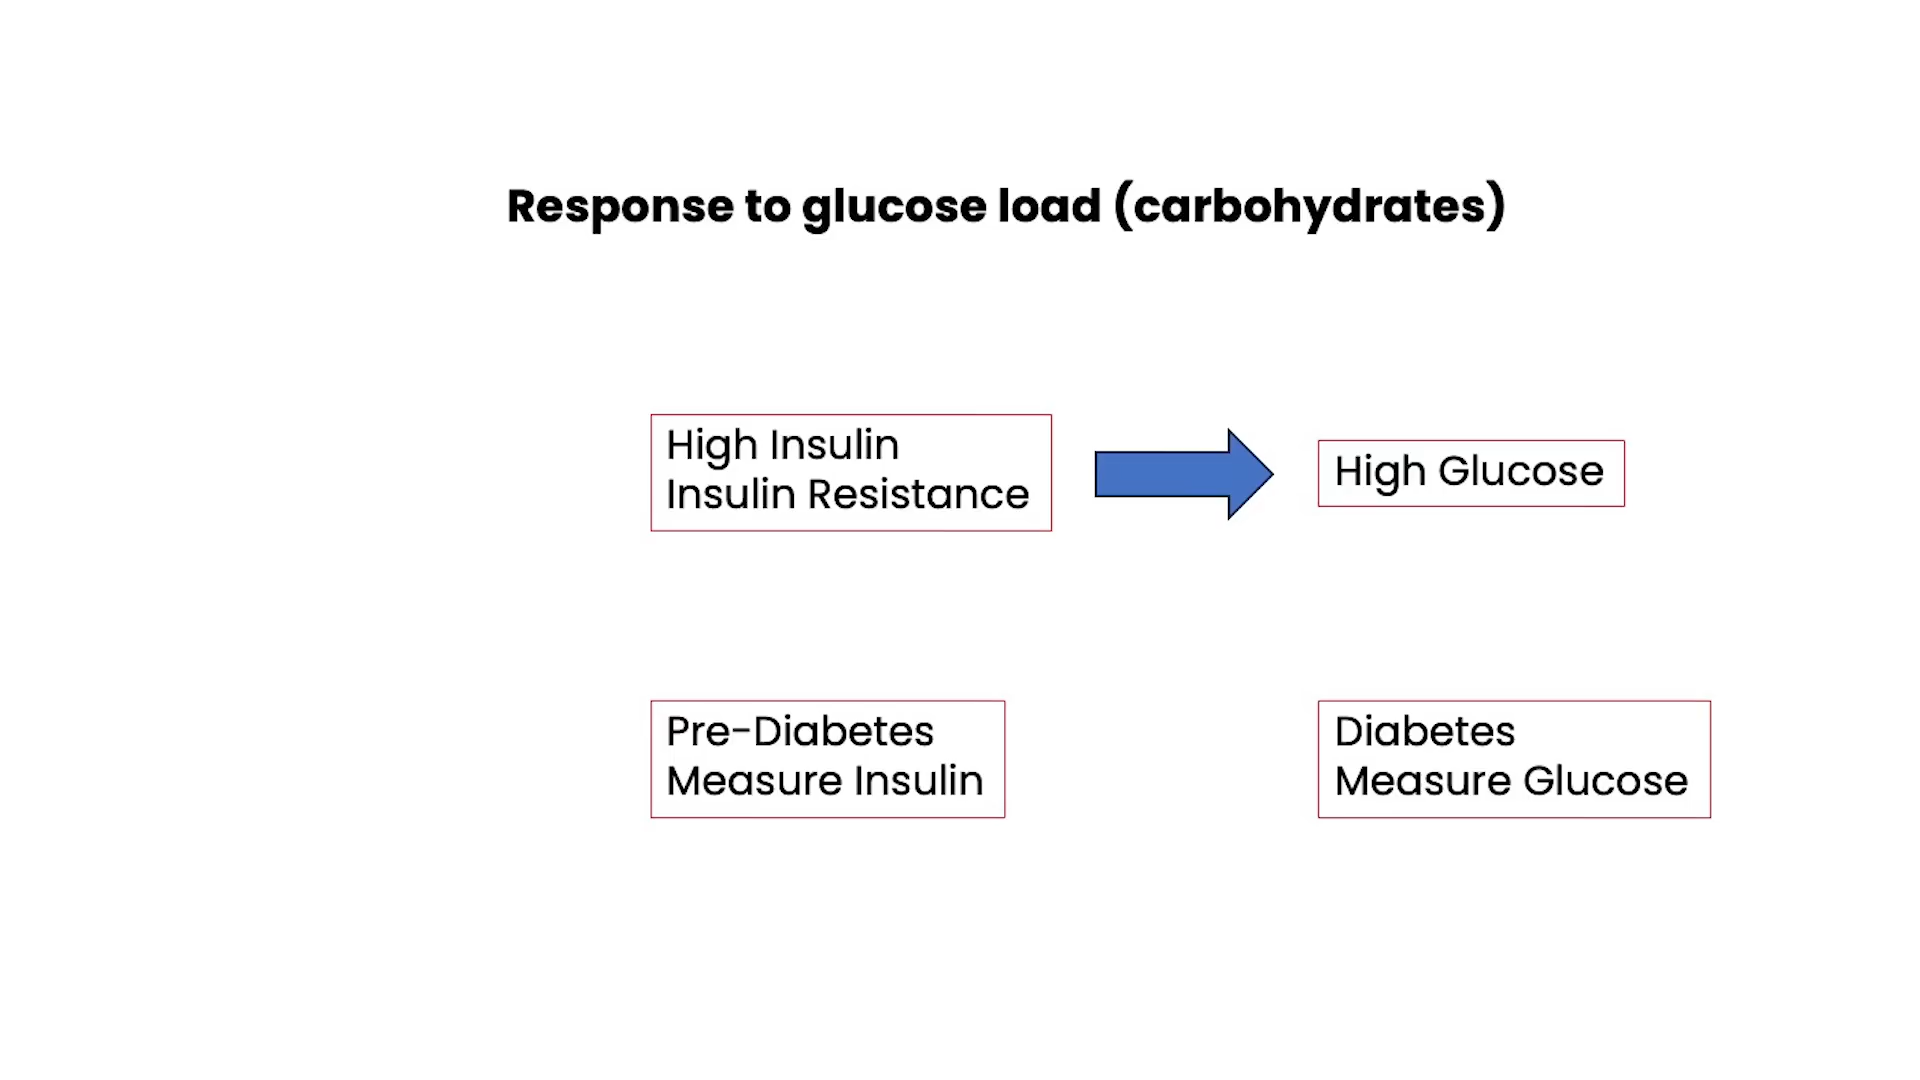 Response to glucose load (carbohydrates)
High Insulin
Insulin Resistance
High Glucose
Pre-Diabetes
Measure Insulin
Diabetes
Measure Glucose